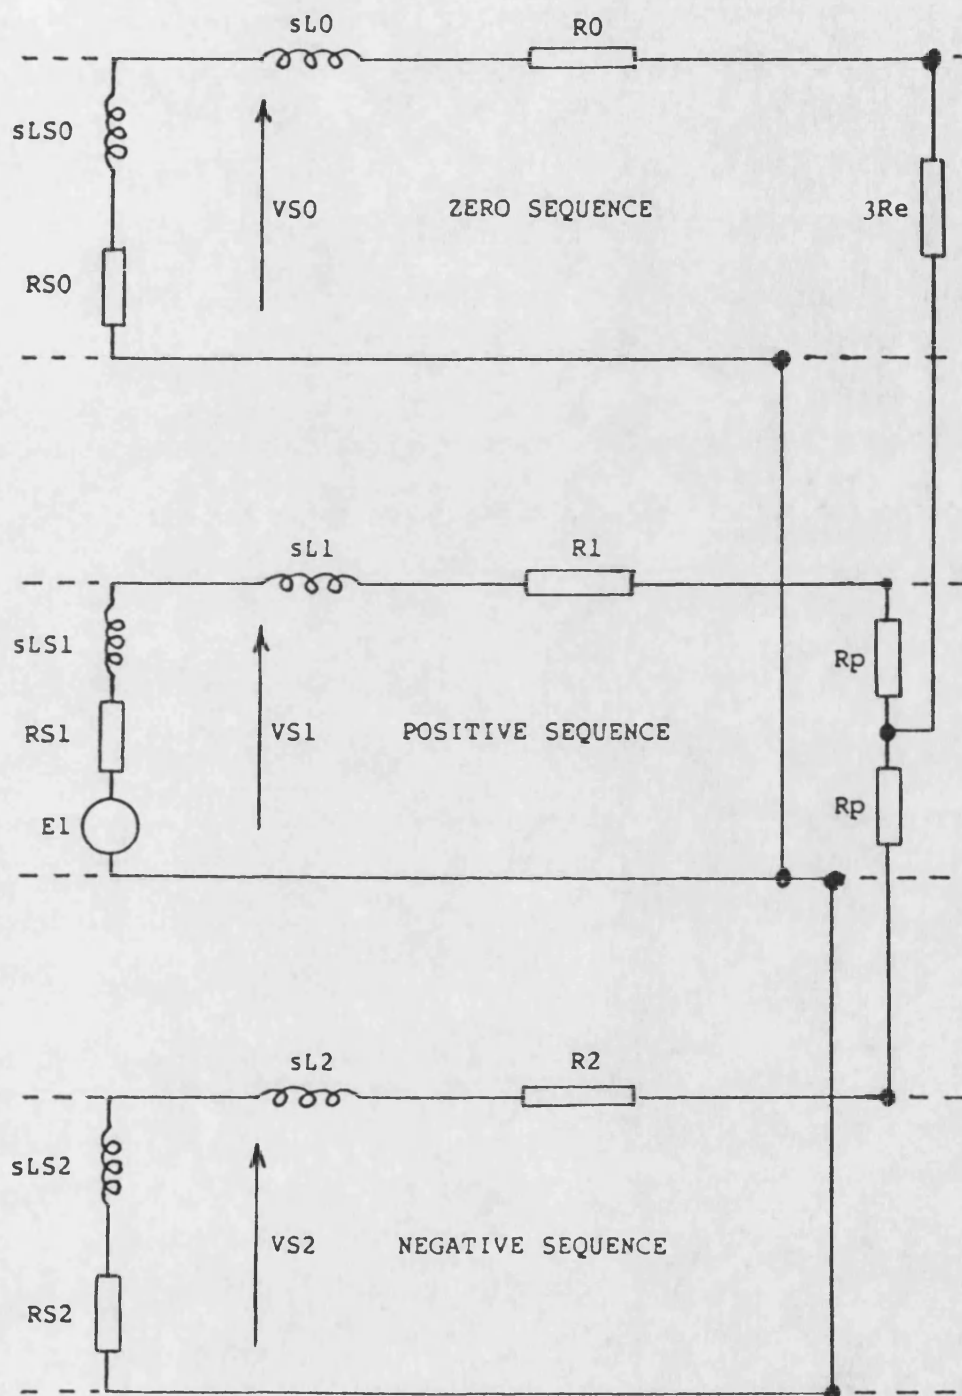 sL0 R0
sLS0
VS0 ZERO SEQUENCE 3Re
RS0
sL1 R1
sLS1
Rp
RS1 VS1 POSITIVE SEQUENCE
E1 Rp
sL2 R2
sLS2
VS2 NEGATIVE SEQUENCE
RS2